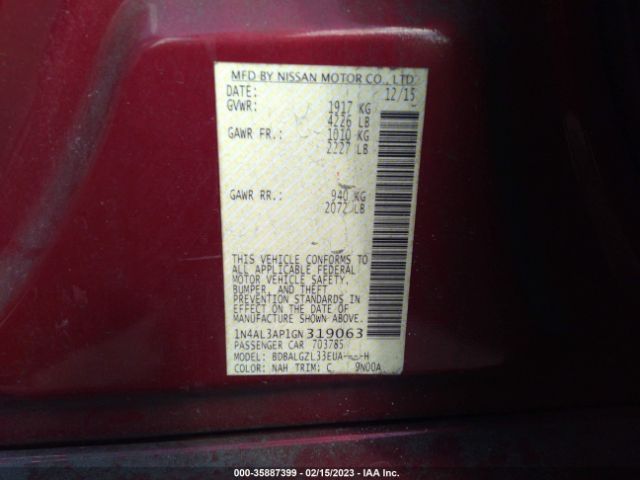 MFD BY NISSAN MOTOR CO., LTD
DATE: 12/15
GVWR: 1917 KG
4226 LB
GAWR FR.: 1010 KG
2227 LB
GAWR RR.: 940 KG
2072 LB
THIS VEHICLE CONFORMS TO
ALL APPLICABLE FEDERAL
MOTOR VEHICLE SAFETY,
BUMPER, AND THEFT
PREVENTION STANDARDS IN
EFFECT ON THE DATE OF
MANUFACTURE SHOWN ABOVE.
1N4AL3AP1GN319063
PASSENGER CAR 703785
MODEL:
COLOR: NAH TRIM: C 9N00A
000-35887399 - 02/15/2023 - IAA Inc.